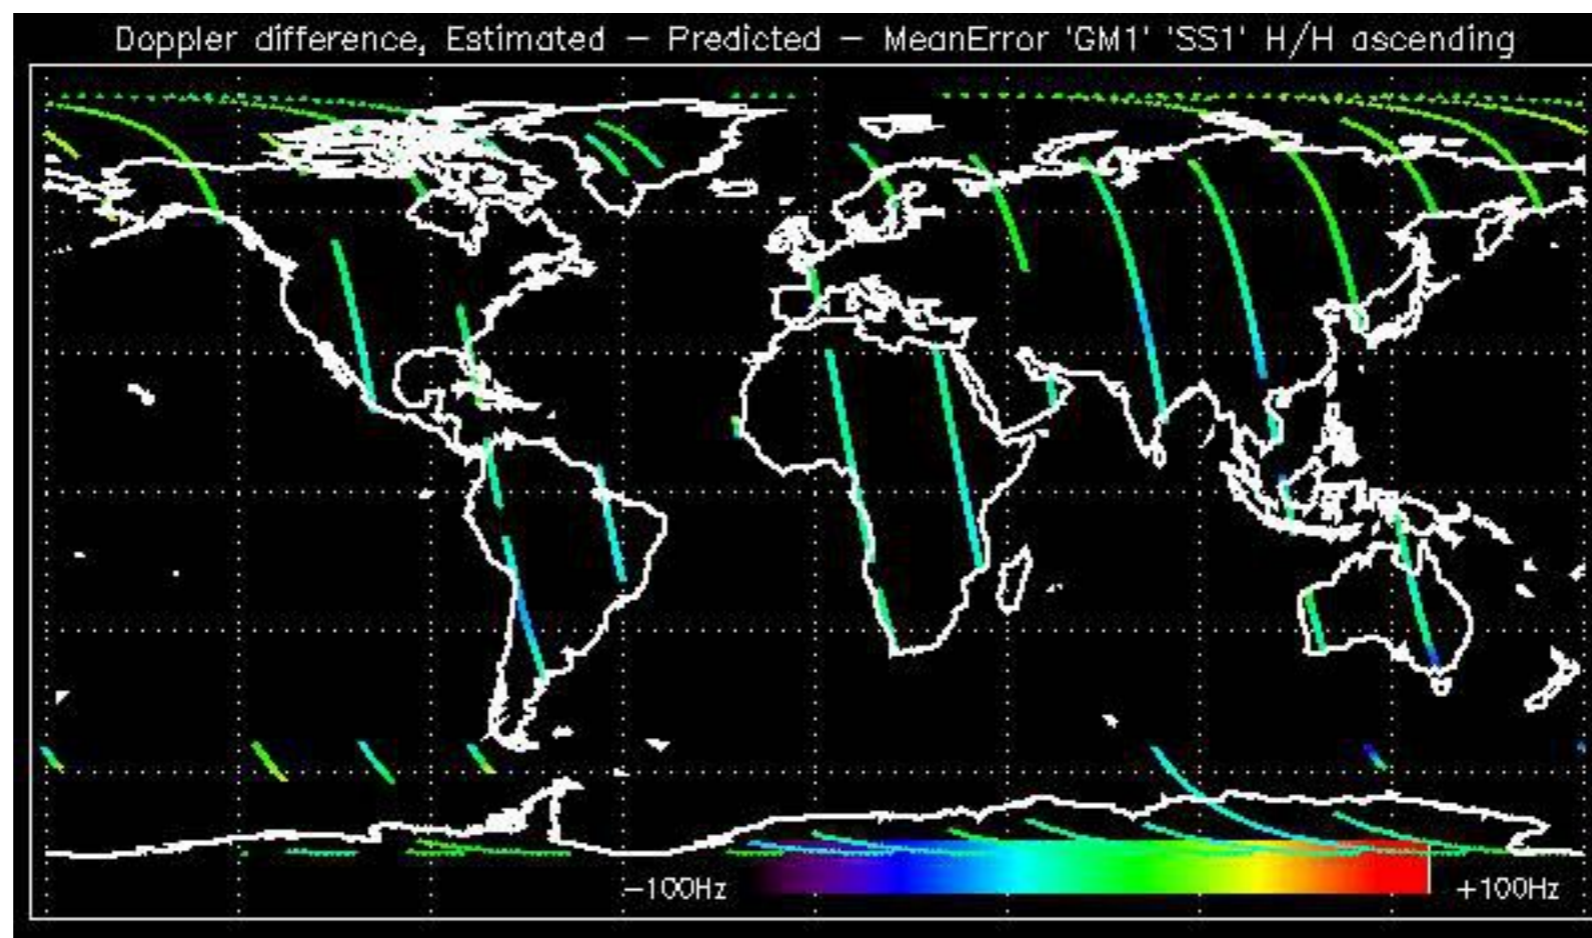 Doppler difference, Estimated — Predicted — MeanError 'GM1' 'SS1' H/H ascending
−100Hz +100Hz